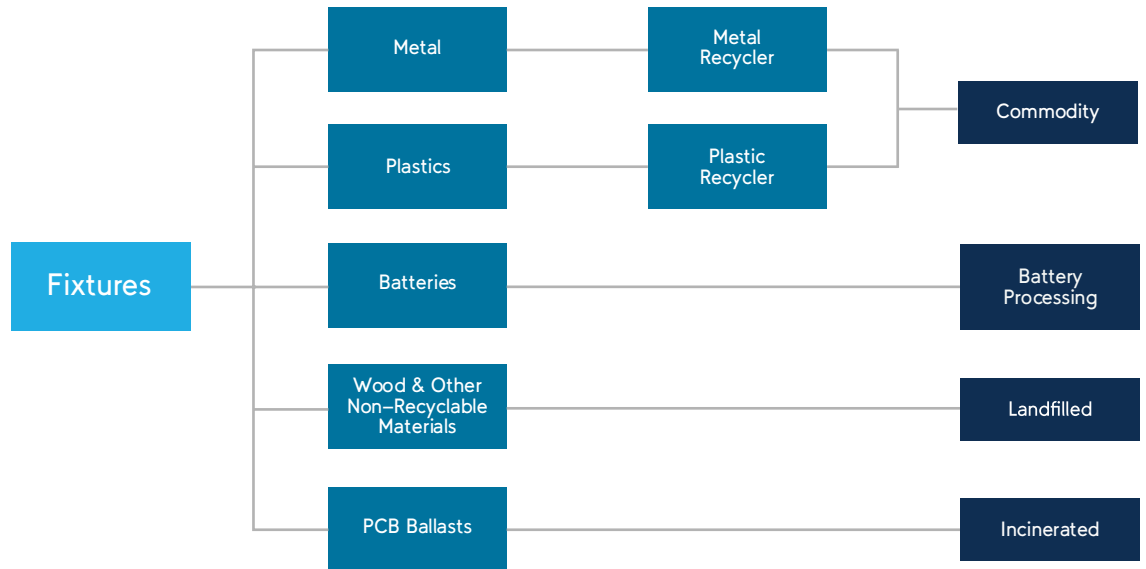 Metal
Metal
Recycler
Commodity
Plastics
Plastic
Recycler
Fixtures
Batteries
Battery
Processing
Wood & Other
Non–Recyclable
Materials
Landfilled
PCB Ballasts
Incinerated